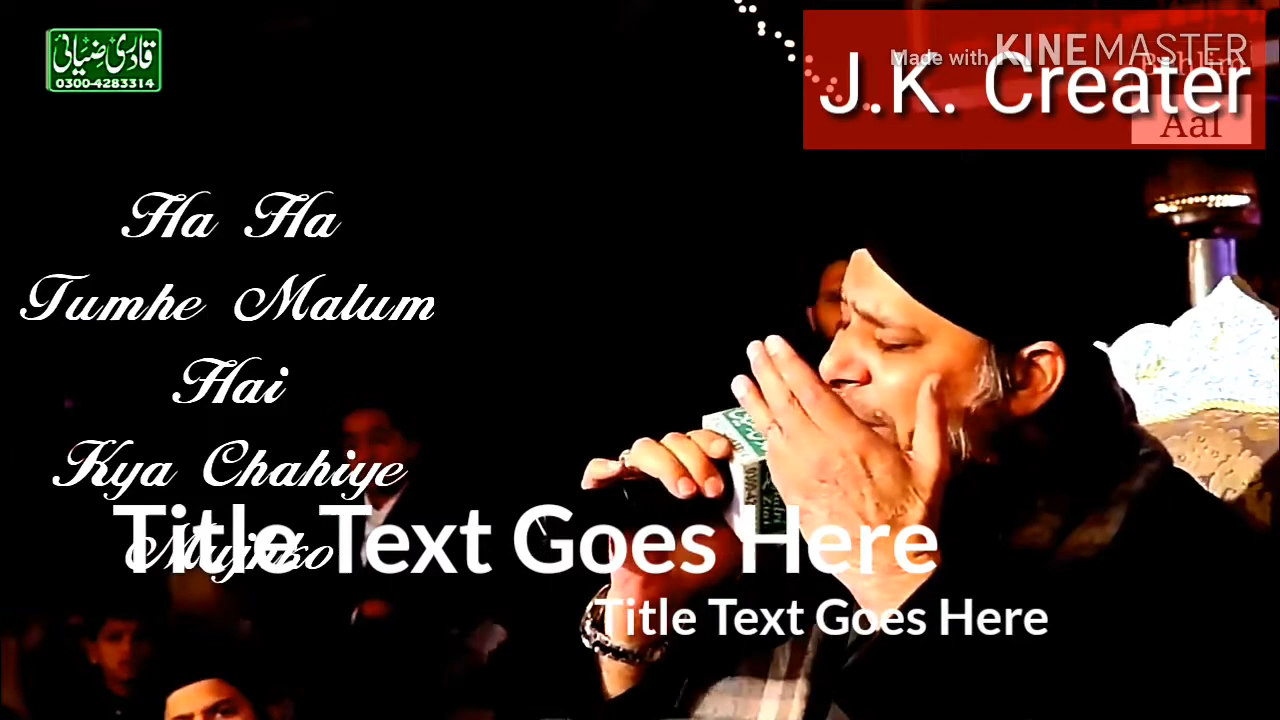 قادری ضیائی
0300-4283314
Made with KINEMASTER
J.K. Creater
Aal
Ha Ha
Tumhe Malum
Hai
Kya Chahiye
Mujhko
Title Text Goes Here
Title Text Goes Here